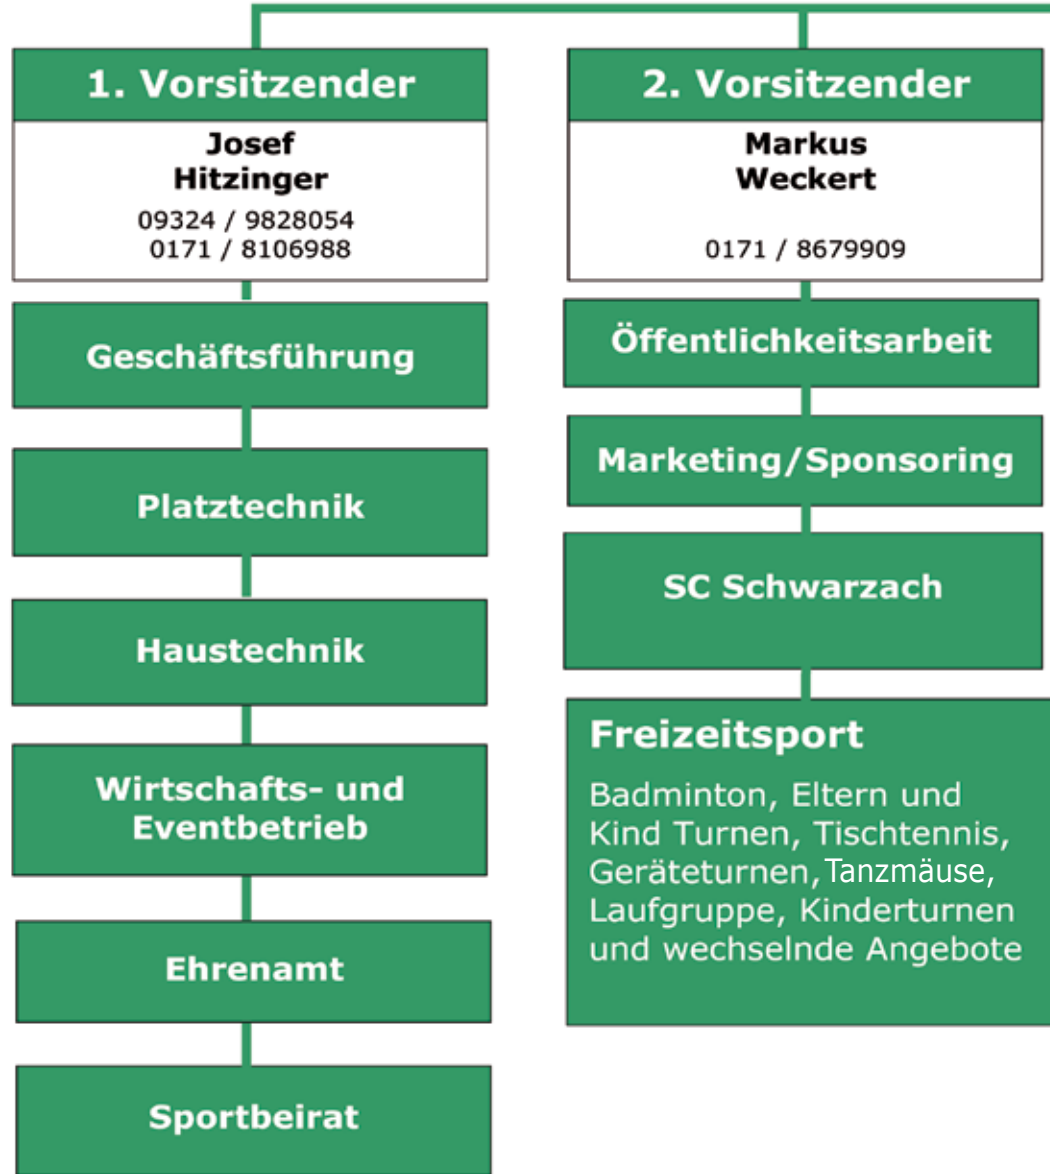 1. Vorsitzender
Josef
Hitzinger
09324 / 9828054
0171 / 8106988
Geschäftsführung
Platztechnik
Haustechnik
Wirtschafts- und
Eventbetrieb
Ehrenamt
Sportbeirat
2. Vorsitzender
Markus
Weckert
0171 / 8679909
Öffentlichkeitsarbeit
Marketing/Sponsoring
SC Schwarzach
Freizeitsport
Badminton, Eltern und
Kind Turnen, Tischtennis,
Geräteturnen, Tanzmäuse,
Laufgruppe, Kinderturnen
und wechselnde Angebote